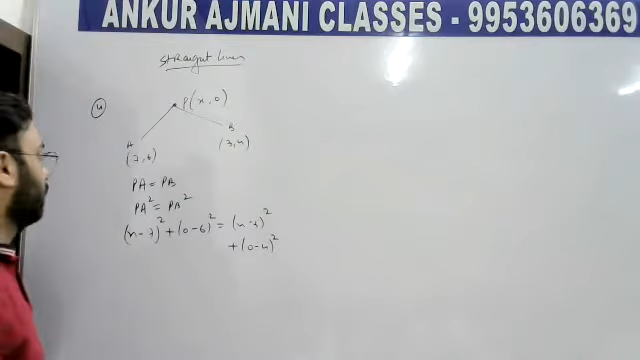 ANKUR AJMANI CLASSES - 9953606369
Straight lines
4
P(x, 0)
A
B
(7, 6)
(3, 4)
PA = PB
PA² = PB²
(x-7)² + (0-6)² = (x-3)²
+ (0-4)²